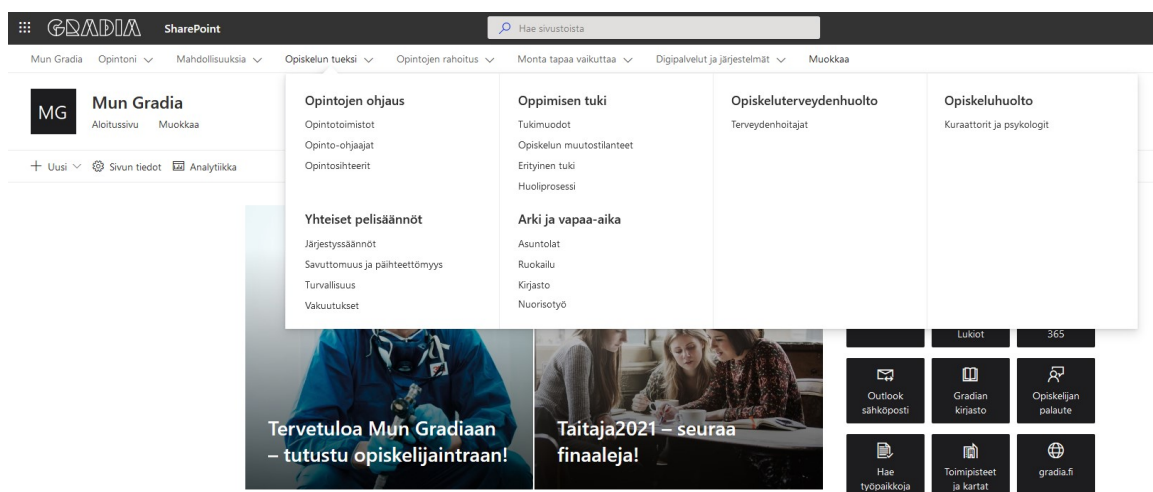 GRADIA SharePoint Hae sivustoista
Mun Gradia Opintoni Mahdollisuuksia Opiskelun tueksi Opintojen rahoitus Monta tapaa vaikuttaa Digipalvelut ja järjestelmät Muokkaa
MG
Mun Gradia
Aloitussivu Muokkaa
Uusi Sivun tiedot Analytiikka
Opintojen ohjaus
Opintotoimistot
Opinto-ohjaajat
Opintosihteerit
Oppimisen tuki
Tukimuodot
Opiskelun muutostilanteet
Erityinen tuki
Huoliprosessi
Opiskeluterveydenhuolto
Terveydenhoitajat
Opiskeluhuolto
Kuraattorit ja psykologit
Yhteiset pelisäännöt
Järjestyssäännöt
Savuttomuus ja päihteettömyys
Turvallisuus
Vakuutukset
Arki ja vapaa-aika
Asuntolat
Ruokailu
Kirjasto
Nuorisotyö
Tervetuloa Mun Gradiaan
– tutustu opiskelijaintraan!
Taitaja2021 – seuraa
finaaleja!
Lukiot
365
Outlook
sähköposti
Gradian
kirjasto
Opiskelijan
palaute
Hae
työpaikkoja
Toimipisteet
ja kartat
gradia.fi